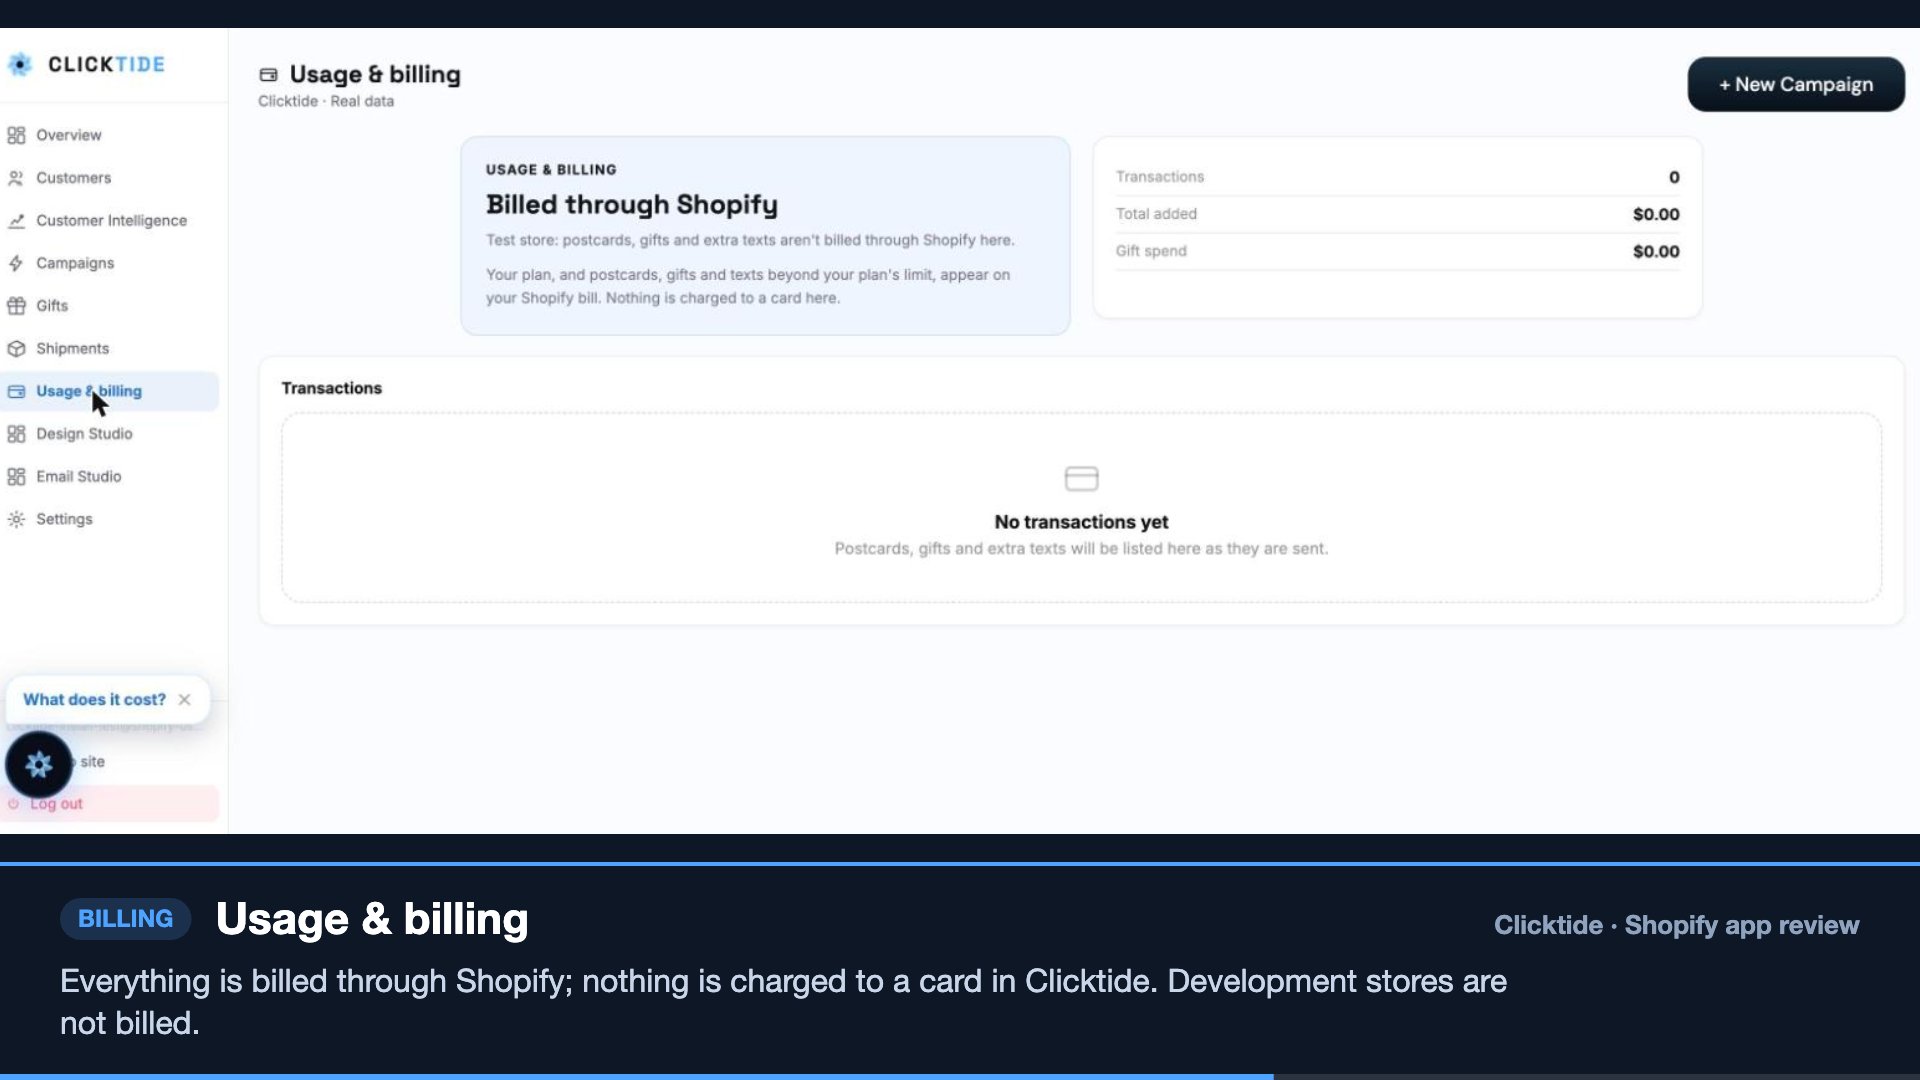 CLICKTIDE
Overview
Customers
Customer Intelligence
Campaigns
Gifts
Shipments
Usage & billing
Design Studio
Email Studio
Settings
What does it cost?
site
Log out
Usage & billing
Clicktide · Real data
+ New Campaign
USAGE & BILLING
Billed through Shopify
Test store: postcards, gifts and extra texts aren't billed through Shopify here.
Your plan, and postcards, gifts and texts beyond your plan's limit, appear on
your Shopify bill. Nothing is charged to a card here.
Transactions 0
Total added $0.00
Gift spend $0.00
Transactions
No transactions yet
Postcards, gifts and extra texts will be listed here as they are sent.
BILLING Usage & billing
Clicktide · Shopify app review
Everything is billed through Shopify; nothing is charged to a card in Clicktide. Development stores are
not billed.